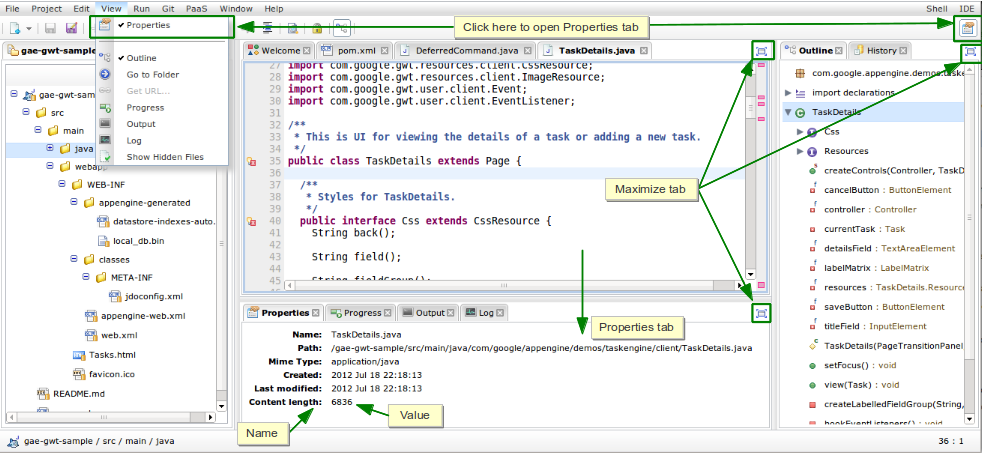 File Project Edit View Run Git PaaS Window Help Shell IDE
Properties
Click here to open Properties tab
Outline
Go to Folder
Get URL...
Progress
Output
Log
Show Hidden Files
gae-gwt-sample
gae-gwt-sam
src
main
java
webapp
WEB-INF
appengine-generated
datastore-indexes-auto.
local_db.bin
classes
META-INF
jdoconfig.xml
appengine-web.xml
web.xml
Tasks.html
favicon.ico
README.md
Welcome pom.xml DeferredCommand.java TaskDetails.java
27 import com.google.gwt.resources.client.CssResource;
28 import com.google.gwt.resources.client.ImageResource;
29 import com.google.gwt.user.client.Event;
30 import com.google.gwt.user.client.EventListener;
31
32 /**
33 * This is UI for viewing the details of a task or adding a new task.
34 */
35 public class TaskDetails extends Page {
36
37 /**
38 * Styles for TaskDetails.
39 */
40 public interface Css extends CssResource {
41 String back();
42
43 String field();
44
45 String fieldGroup();
Maximize tab
Outline History
com.google.appengine.demos.taskeng
import declarations
TaskDetails
Css
Resources
createControls(Controller, TaskD
cancelButton : ButtonElement
controller : Controller
currentTask : Task
detailsField : TextAreaElement
labelMatrix : LabelMatrix
resources : TaskDetails.Resource
saveButton : ButtonElement
titleField : InputElement
TaskDetails(PageTransitionPanel
setFocus() : void
view(Task) : void
createLabelledFieldGroup(String,
hookEventListeners() : void
Properties Progress Output Log
Properties tab
Name: TaskDetails.java
Path: /gae-gwt-sample/src/main/java/com/google/appengine/demos/taskengine/client/TaskDetails.java
Mime Type: application/java
Created: 2012 Jul 18 22:18:13
Last modified: 2012 Jul 18 22:18:13
Content length: 6836
Value
Name
gae-gwt-sample / src / main / java 36 : 1